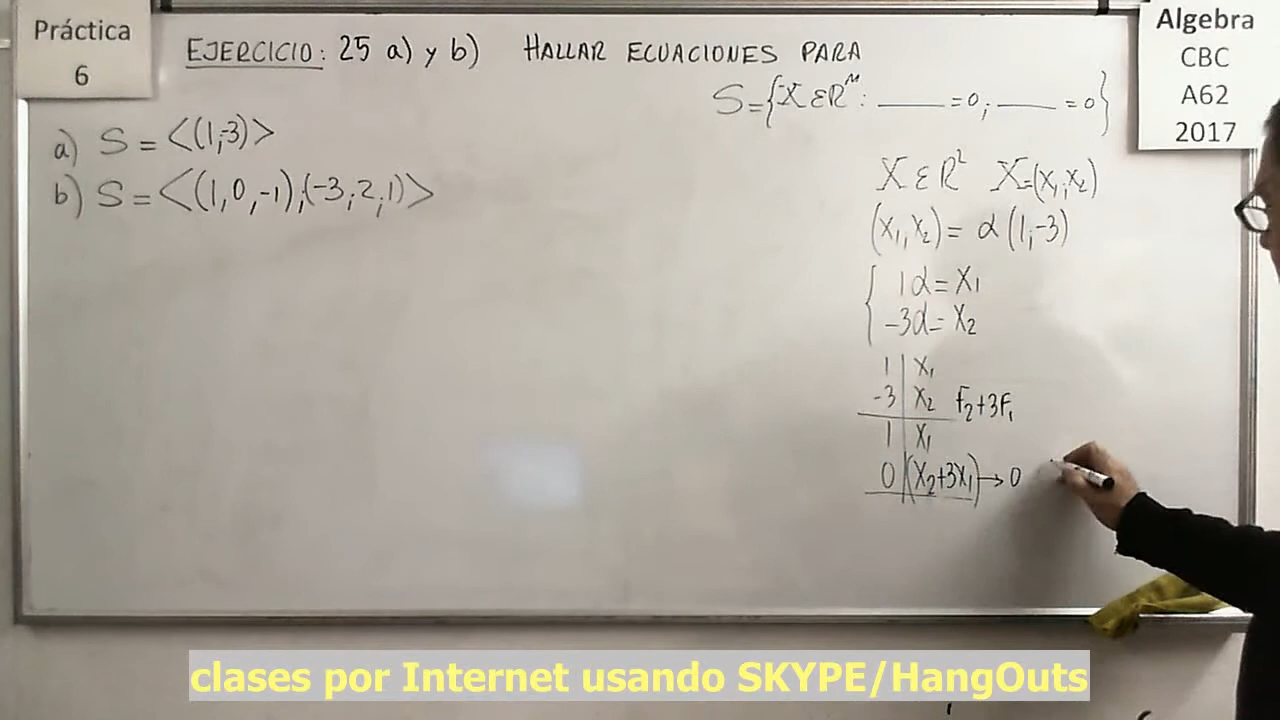 Práctica
6
EJERCICIO: 25 a) y b) HALLAR ECUACIONES PARA
S={X ε R^n : ____ =0; ____ =0}
Algebra
CBC
A62
2017
a) S = <(1,-3)>
b) S = <(1,0,-1);(-3,2,1)>
X ε R² X=(x₁,x₂)
(x₁,x₂) = α(1,-3)
1α = x₁
-3α = x₂
1 | x₁
-3 | x₂ F₂+3F₁
1 | x₁
0 | (x₂+3x₁) → 0
clases por Internet usando SKYPE/HangOuts